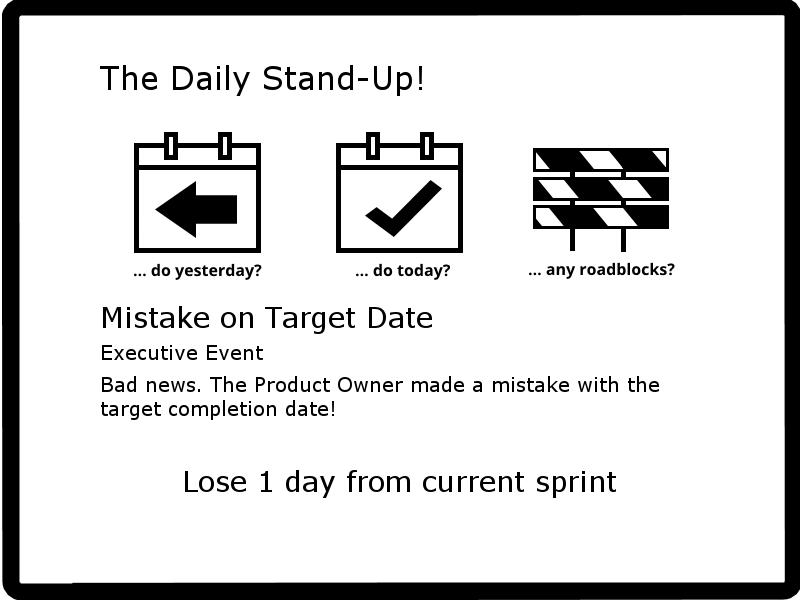 The Daily Stand-Up!
... do yesterday?
... do today?
... any roadblocks?
Mistake on Target Date
Executive Event
Bad news. The Product Owner made a mistake with the
target completion date!
Lose 1 day from current sprint